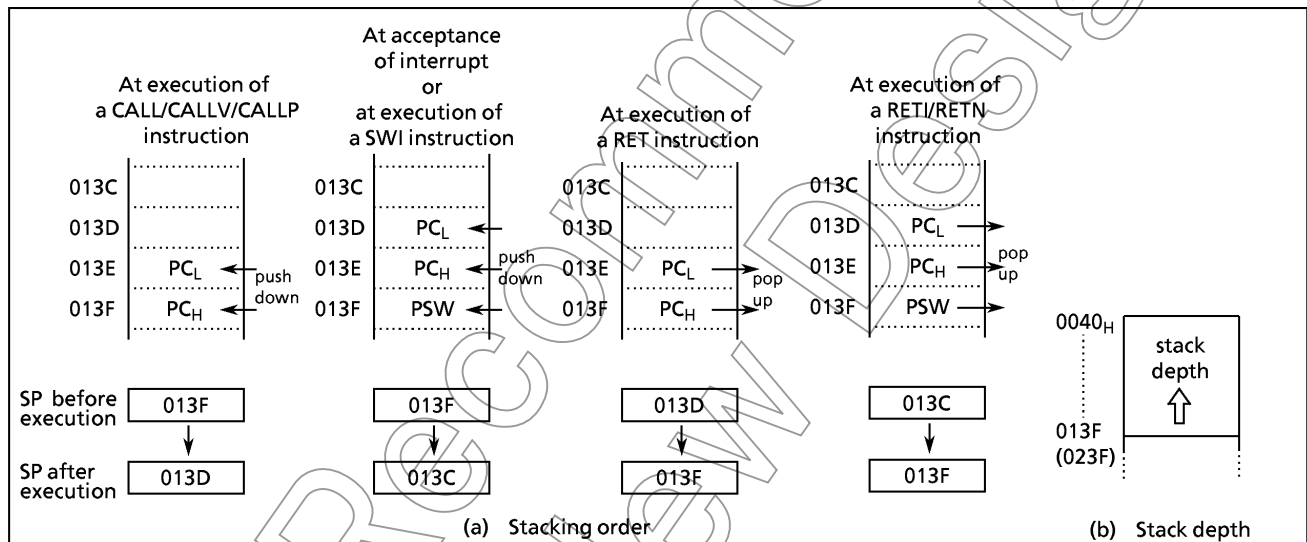 At execution of
a CALL/CALLV/CALLP
instruction
013C
013D
013E PCL
013F PCH
push
down
At acceptance
of interrupt
or
at execution of
a SWI instruction
013C
013D PCL
013E PCH
013F PSW
push
down
At execution of
a RET instruction
013C
013D
013E PCL
013F PCH
pop
up
At execution of
a RETI/RETN
instruction
013C
013D PCL
013E PCH
013F PSW
pop
up
SP before
execution
013F
013F
013D
013C
SP after
execution
013D
013C
013F
013F
(a) Stacking order
0040H
stack
depth
013F
(023F)
(b) Stack depth
Recomme
Desig
ew